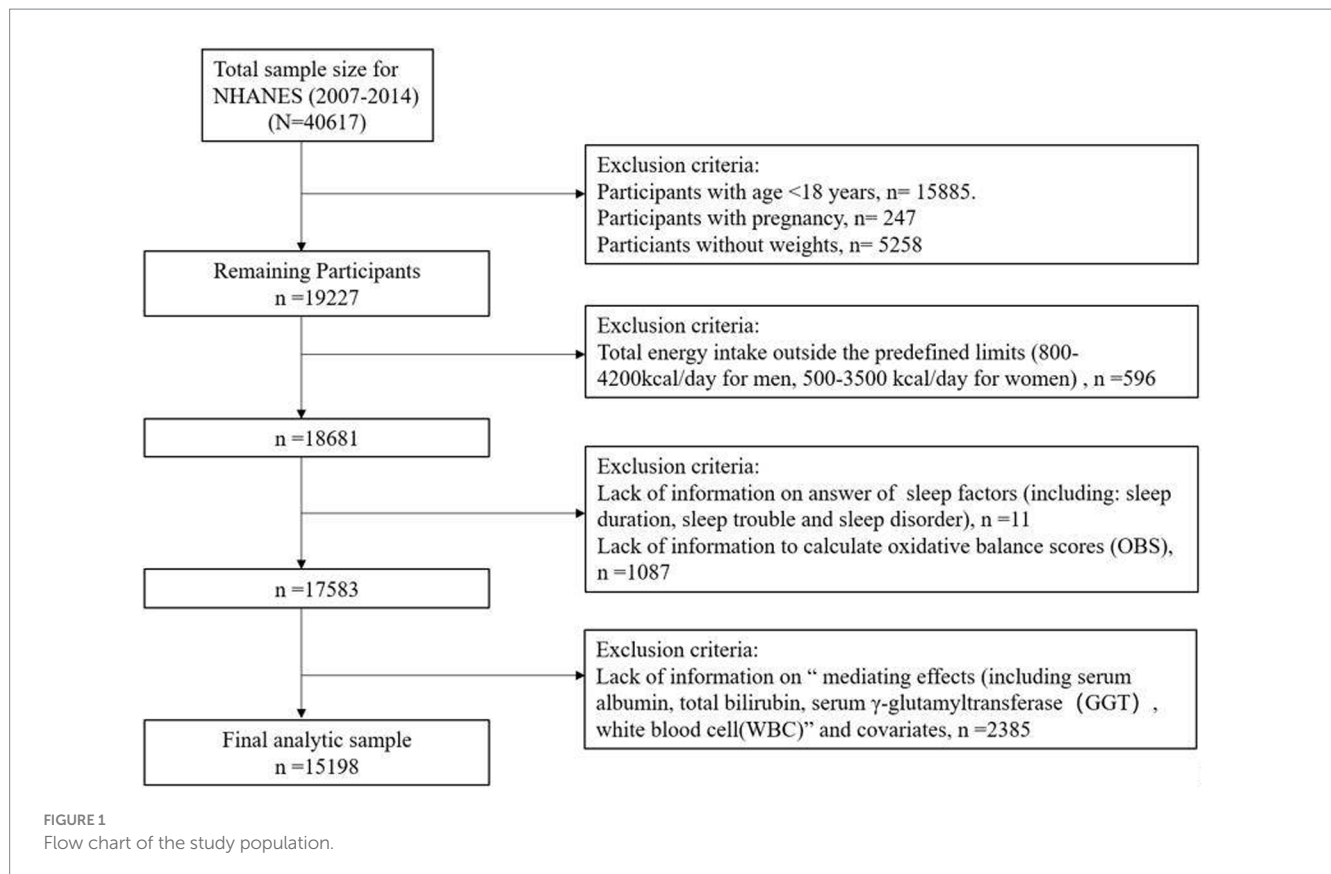 Total sample size for
NHANES (2007-2014)
(N=40617)
Exclusion criteria:
Participants with age <18 years, n= 15885.
Participants with pregnancy, n= 247
Particiants without weights, n= 5258
Remaining Participants
n =19227
Exclusion criteria:
Total energy intake outside the predefined limits (800-
4200kcal/day for men, 500-3500 kcal/day for women) , n =596
n =18681
Exclusion criteria:
Lack of information on answer of sleep factors (including: sleep
duration, sleep trouble and sleep disorder), n =11
Lack of information to calculate oxidative balance scores (OBS),
n =1087
n =17583
Exclusion criteria:
Lack of information on “ mediating effects (including serum
albumin, total bilirubin, serum γ-glutamyltransferase（GGT）,
white blood cell(WBC)” and covariates, n =2385
Final analytic sample
n =15198
FIGURE 1
Flow chart of the study population.